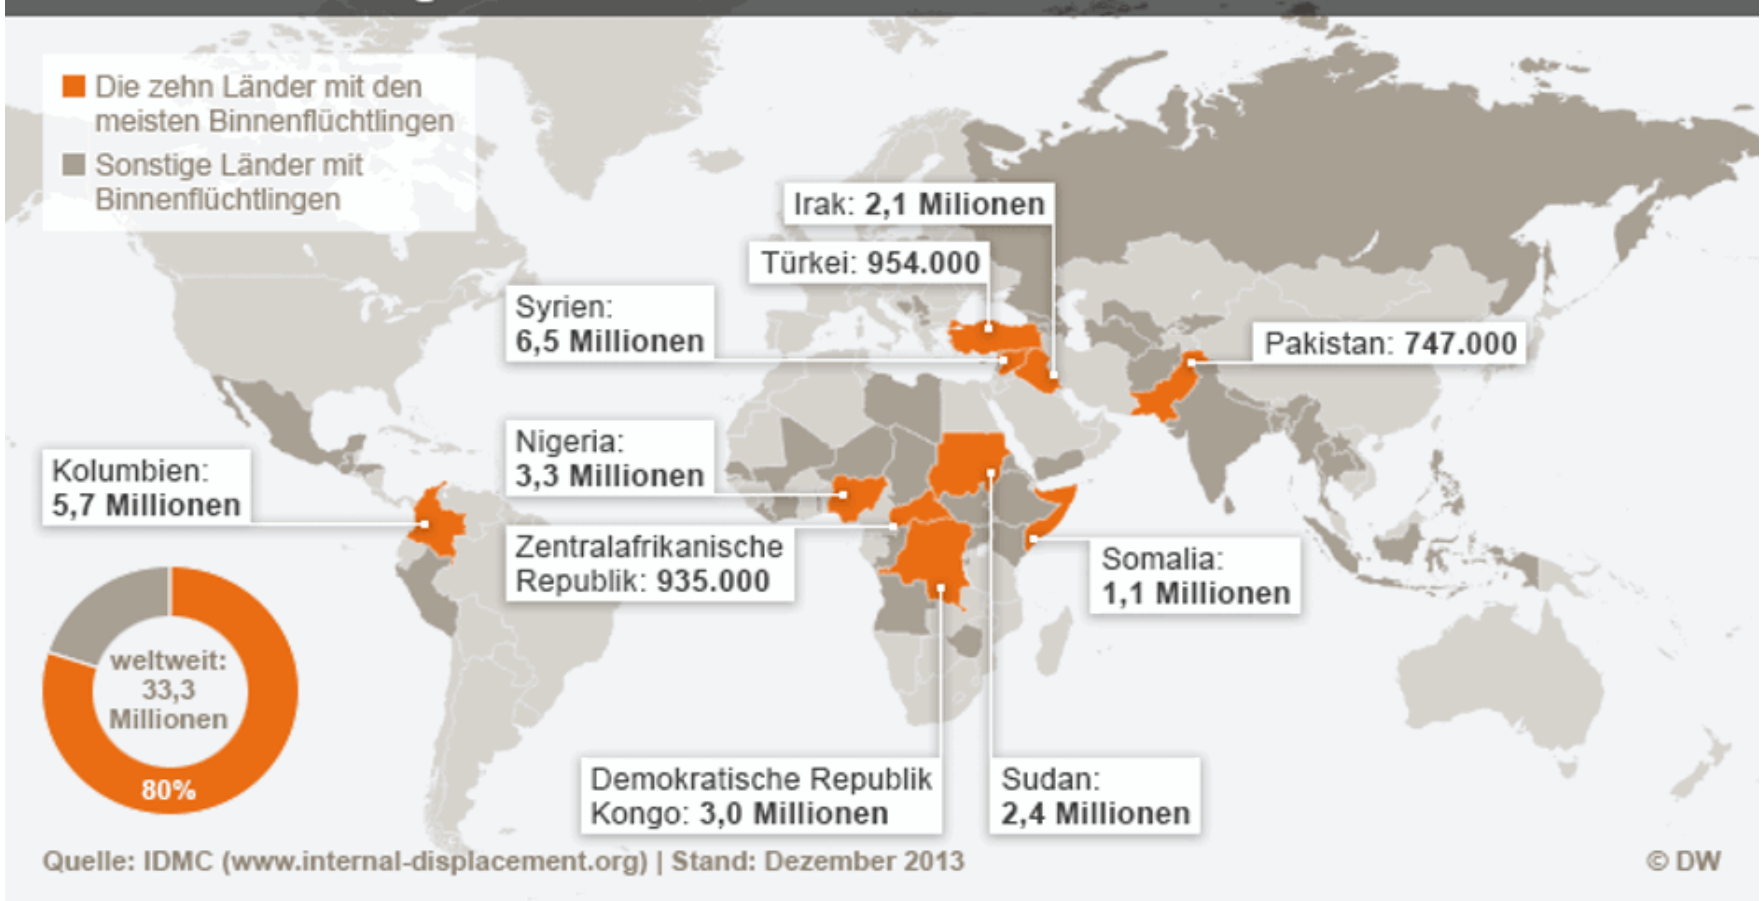 Die zehn Länder mit den
meisten Binnenflüchtlingen
Sonstige Länder mit
Binnenflüchtlingen
Irak: 2,1 Milionen
Türkei: 954.000
Syrien:
6,5 Millionen
Pakistan: 747.000
Nigeria:
3,3 Millionen
Kolumbien:
5,7 Millionen
Zentralafrikanische
Republik: 935.000
Somalia:
1,1 Millionen
weltweit:
33,3
Millionen
80%
Demokratische Republik
Kongo: 3,0 Millionen
Sudan:
2,4 Millionen
Quelle: IDMC (www.internal-displacement.org) | Stand: Dezember 2013
© DW